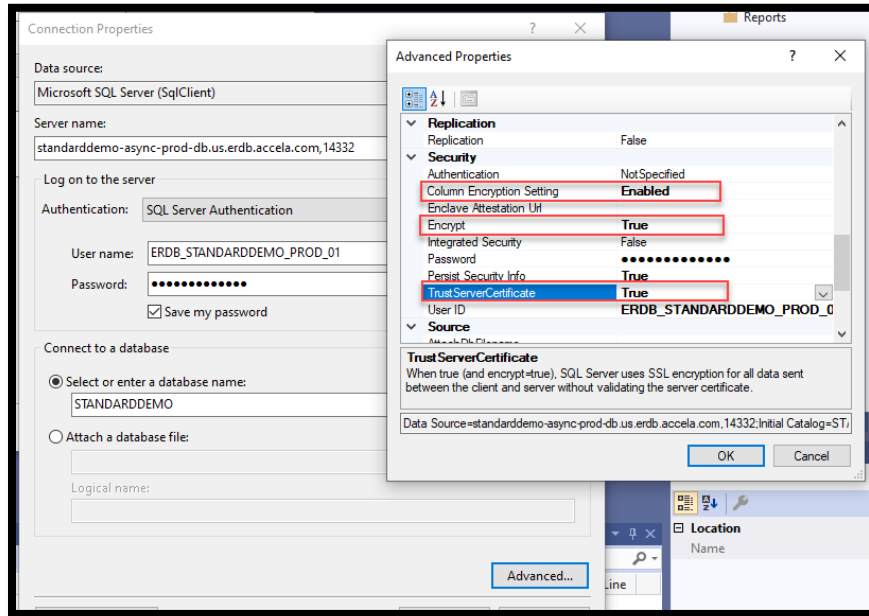 Reports
Connection Properties
? ×
Data source:
Microsoft SQL Server (SqlClient)
Server name:
standarddemo-async-prod-db.us.erdb.accela.com,14332
Log on to the server
Authentication: SQL Server Authentication
User name: ERDB_STANDARDDEMO_PROD_01
Password: ●●●●●●●●●●●●●
Save my password
Connect to a database
Select or enter a database name:
STANDARDDEMO
Attach a database file:
Logical name:
Advanced...
Advanced Properties
? ×
Replication
Replication False
Security
Authentication NotSpecified
Column Encryption Setting Enabled
Enclave Attestation Url
Encrypt True
Integrated Security False
Password ●●●●●●●●●●●●●
Persist Security Info True
TrustServerCertificate True
User ID ERDB_STANDARDDEMO_PROD_0
Source
AttachDbFilename
TrustServerCertificate
When true (and encrypt=true), SQL Server uses SSL encryption for all data sent
between the client and server without validating the server certificate.
Data Source=standarddemo-async-prod-db.us.erdb.accela.com,14332;Initial Catalog=ST
OK Cancel
Location
Name
Line